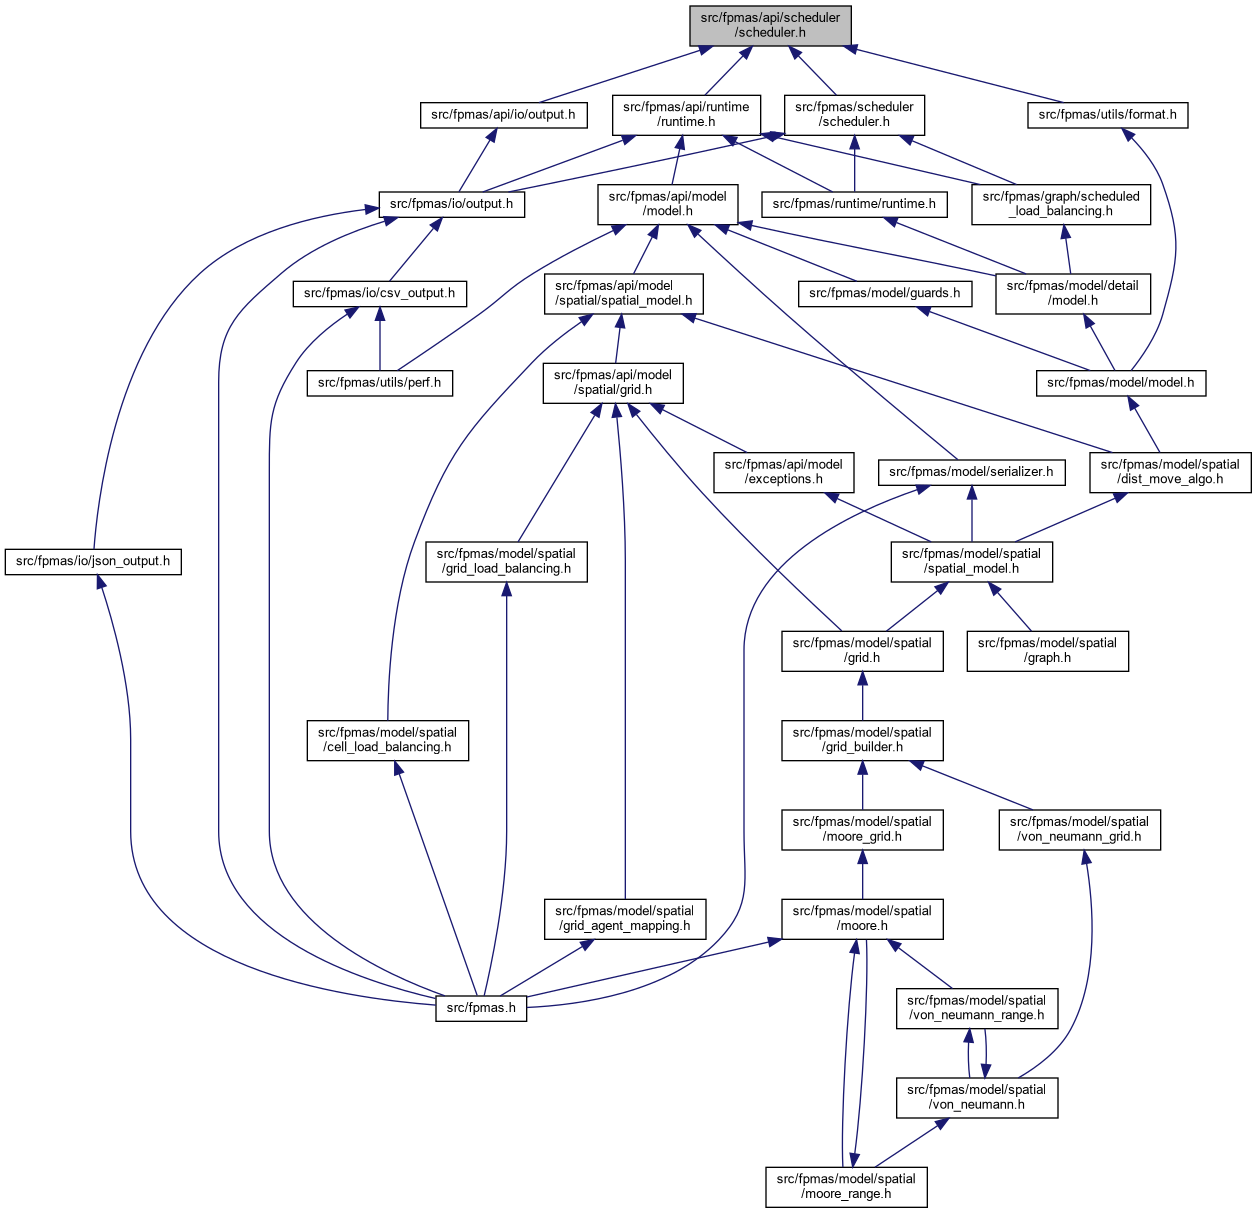 src/fpmas/api/scheduler
/scheduler.h
src/fpmas/api/io/output.h
src/fpmas/api/runtime
/runtime.h
src/fpmas/scheduler
/scheduler.h
src/fpmas/utils/format.h
src/fpmas/io/output.h
src/fpmas/api/model
/model.h
src/fpmas/runtime/runtime.h
src/fpmas/graph/scheduled
_load_balancing.h
src/fpmas/io/csv_output.h
src/fpmas/api/model
/spatial/spatial_model.h
src/fpmas/model/guards.h
src/fpmas/model/detail
/model.h
src/fpmas/utils/perf.h
src/fpmas/api/model
/spatial/grid.h
src/fpmas/model/model.h
src/fpmas/api/model
/exceptions.h
src/fpmas/model/serializer.h
src/fpmas/model/spatial
/dist_move_algo.h
src/fpmas/io/json_output.h
src/fpmas/model/spatial
/grid_load_balancing.h
src/fpmas/model/spatial
/spatial_model.h
src/fpmas/model/spatial
/grid.h
src/fpmas/model/spatial
/graph.h
src/fpmas/model/spatial
/cell_load_balancing.h
src/fpmas/model/spatial
/grid_builder.h
src/fpmas/model/spatial
/moore_grid.h
src/fpmas/model/spatial
/von_neumann_grid.h
src/fpmas/model/spatial
/grid_agent_mapping.h
src/fpmas/model/spatial
/moore.h
src/fpmas.h
src/fpmas/model/spatial
/von_neumann_range.h
src/fpmas/model/spatial
/von_neumann.h
src/fpmas/model/spatial
/moore_range.h